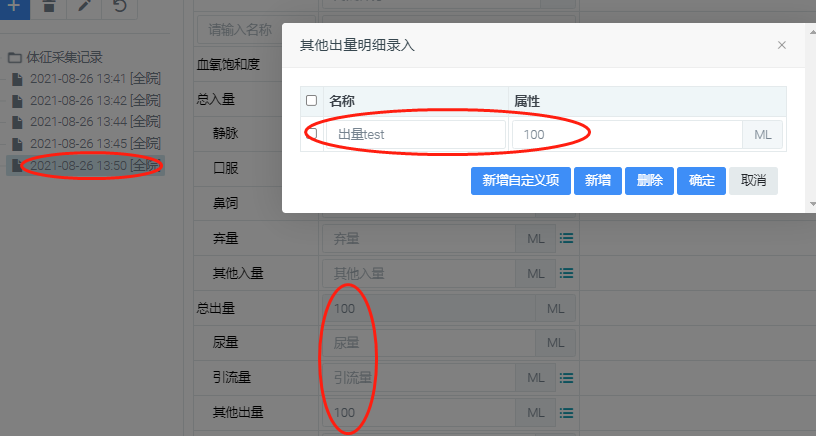 体征采集记录
2021-08-26 13:41 [全院]
2021-08-26 13:42 [全院]
2021-08-26 13:44 [全院]
2021-08-26 13:45 [全院]
2021-08-26 13:50 [全院]
请输入名称
血氧饱和度
总入量
静脉
口服
鼻饲
弃量 弃量 ML
其他入量 其他入量 ML
总出量 100 ML
尿量 尿量 ML
引流量 引流量 ML
其他出量 100 ML
其他出量明细录入 ×
名称 属性
出量test 100 ML
新增自定义项 新增 删除 确定 取消